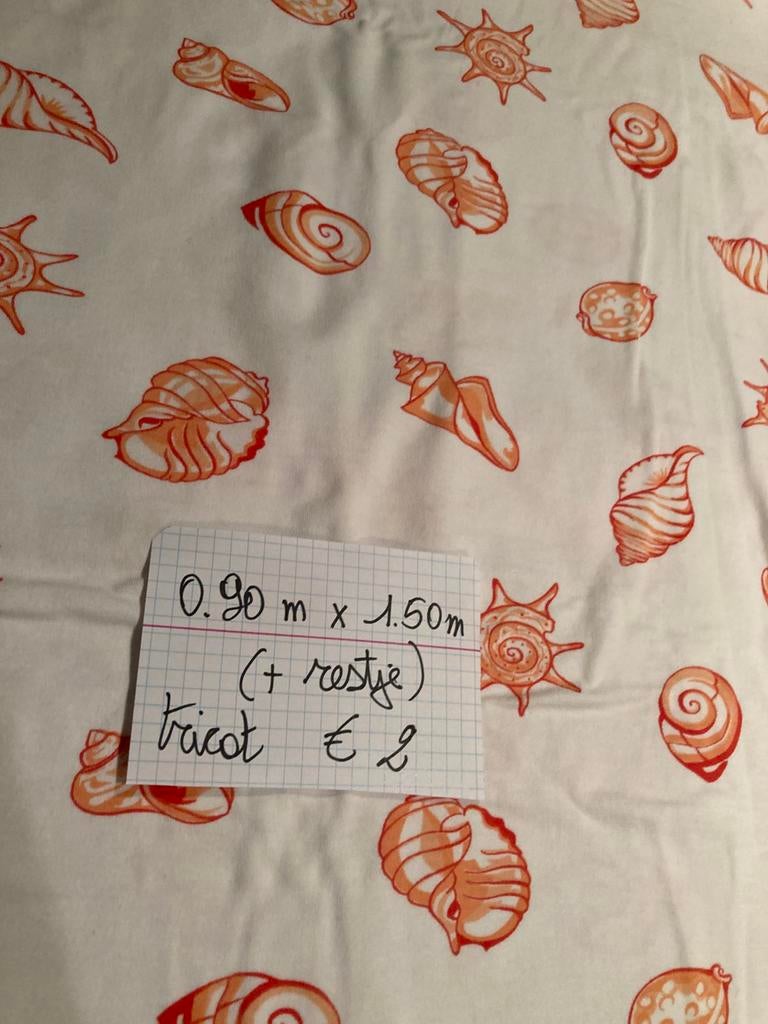 0.90 m x 1.50m
(+ restje)
tricot € 2